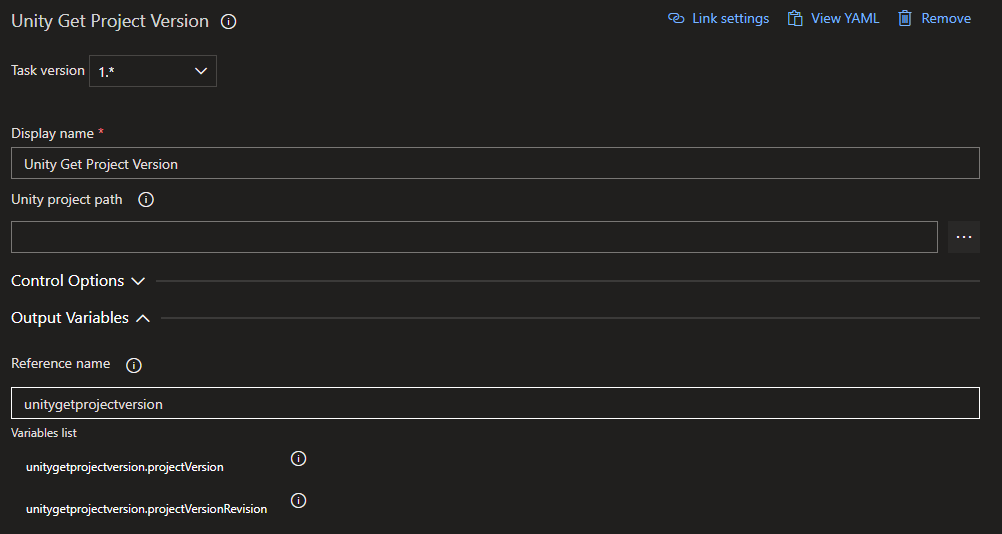 Unity Get Project Version
Link settings View YAML Remove
Task version 1.*
Display name *
Unity Get Project Version
Unity project path
...
Control Options
Output Variables
Reference name
unitygetprojectversion
Variables list
unitygetprojectversion.projectVersion
unitygetprojectversion.projectVersionRevision